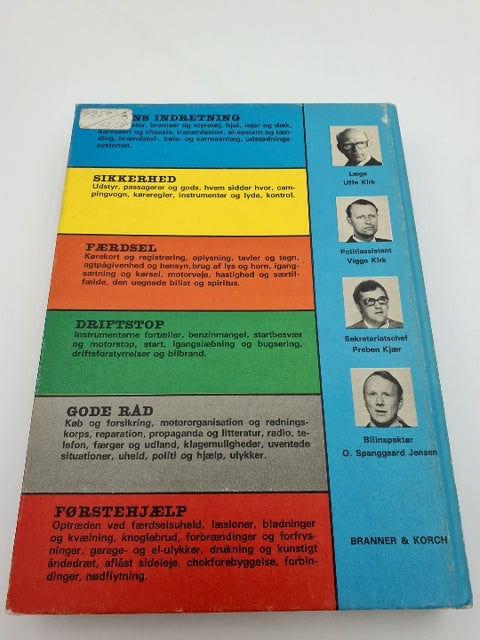 NS INDRETNING
tor, bremser og styretøj, hjul, lejer og dæk,
karrosseri og chassis, transmission, el-system og tæn-
ding, brændstof-, køle- og varmeanlæg, udstødnings-
systemet.
SIKKERHED
Udstyr, passagerer og gods, hvem sidder hvor, cam-
pingvogn, køreregler, instrumenter og lyde, kontrol.
FÆRDSEL
Kørekort og registrering, oplysning, tavler og tegn,
agtpågivenhed og hensyn, brug af lys og horn, igang-
sætning og kørsel, motorveje, hastighed og særtil-
fælde, den uegnede bilist og spiritus.
DRIFTSTOP
Instrumenterne fortæller, benzinmangel, startbesvær
og motorstop, start, igangslæbning og bugsering,
driftsforstyrrelser og bilbrand.
GODE RÅD
Køb og forsikring, motororganisation og rednings-
korps, reparation, propaganda og litteratur, radio, te-
lefon, færger og udland, klagemuligheder, uventede
situationer, uheld, politi og hjælp, ulykker.
FØRSTEHJÆLP
Optræden ved færdselsuheld, læsioner, blødninger
og kvælning, knoglebrud, forbrændinger og forfrys-
ninger, garage- og el-ulykker, drukning og kunstigt
åndedræt, aflåst sideleje, chokforebyggelse, forbin-
dinger, nødflytning.
Læge
Uffe Kirk
Politiassistent
Viggo Kirk
Sekretariatschef
Preben Kjær
Bilinspektør
O. Spanggaard Jensen
BRANNER & KORCH